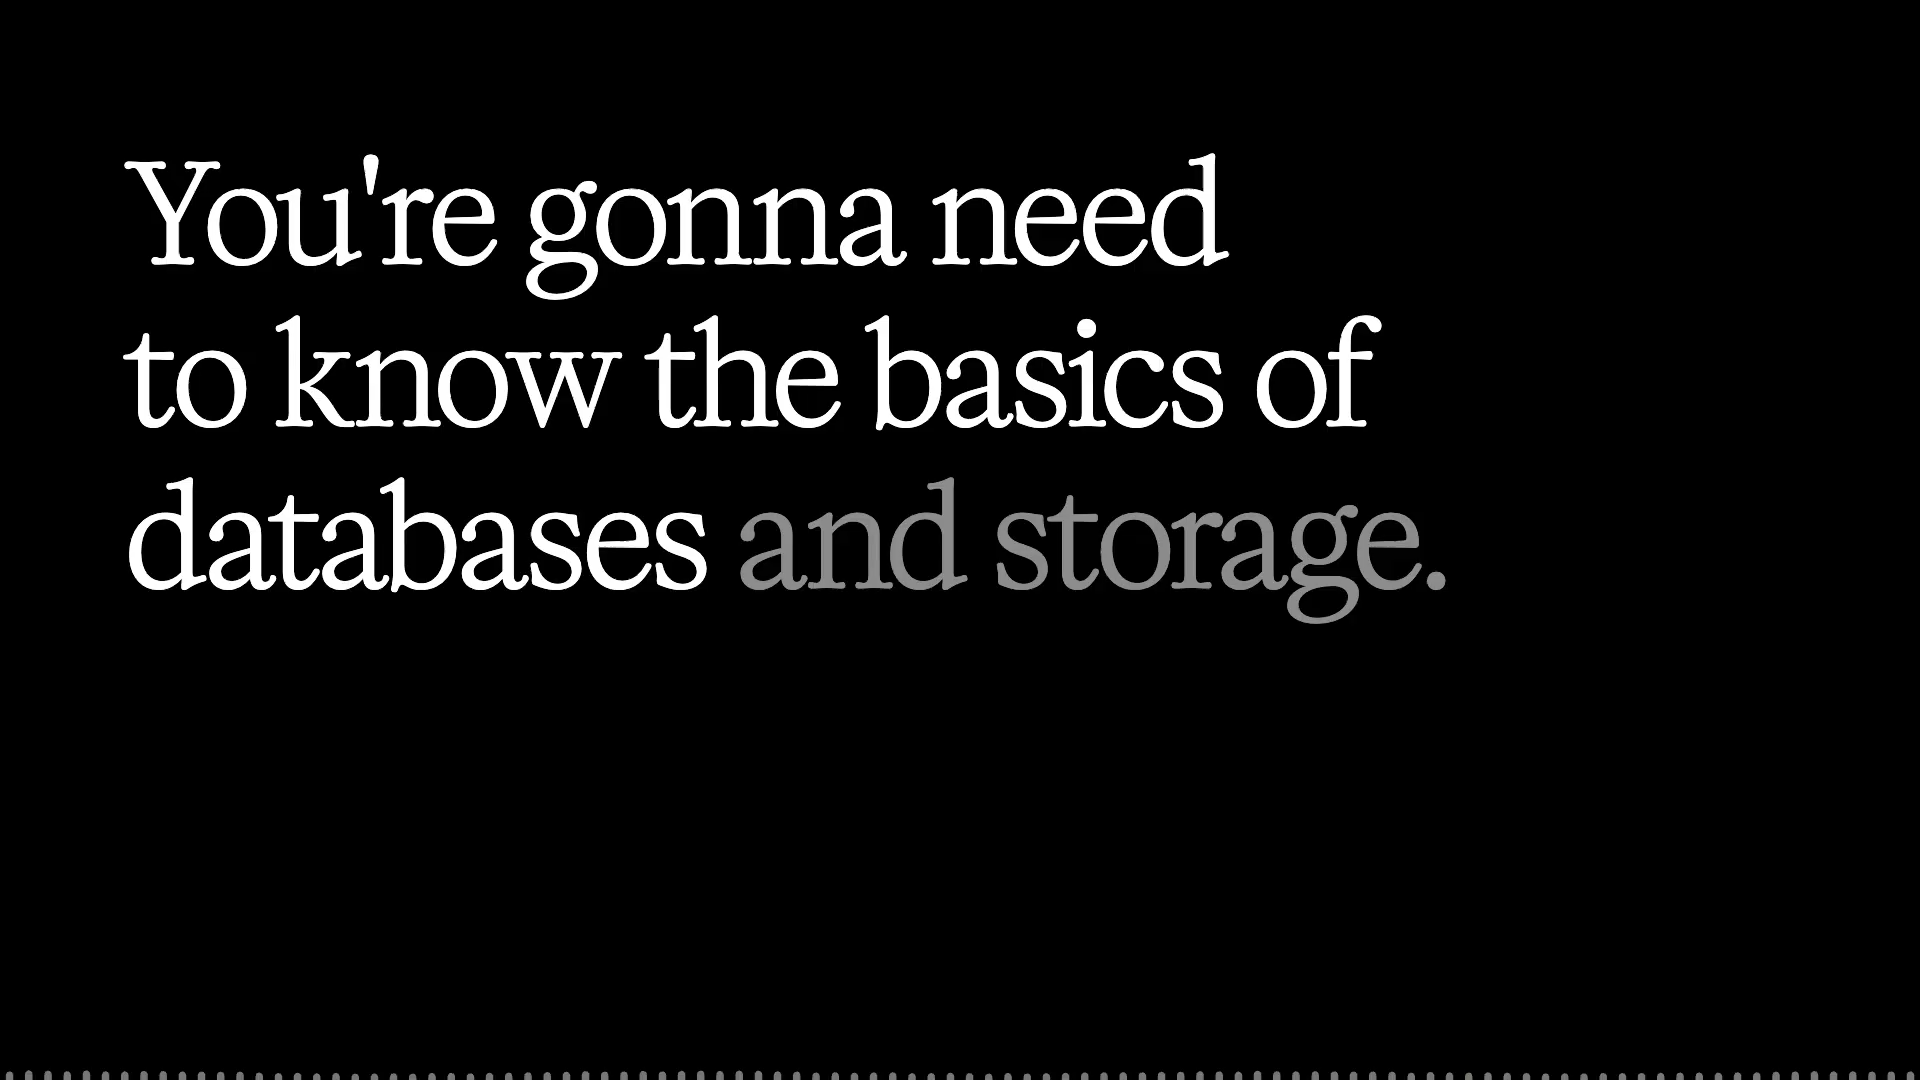 You're gonna need
to know the basics of
databases and storage.